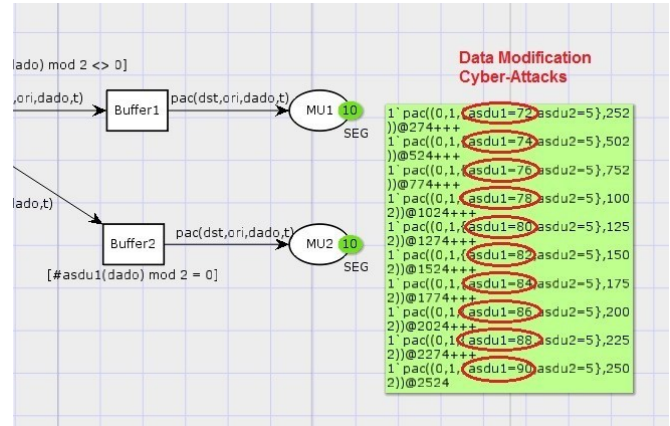 dado) mod 2 <> 0]
,ori,dado,t)
Buffer1
pac(dst,ori,dado,t)
MU1
10
SEG
Data Modification
Cyber-Attacks
1`pac((0,1,{asdu1=72,asdu2=5},252
))@274+++
1`pac((0,1,{asdu1=74,asdu2=5},502
))@524+++
1`pac((0,1,{asdu1=76,asdu2=5},752
))@774+++
1`pac((0,1,{asdu1=78,asdu2=5},100
2))@1024+++
1`pac((0,1,{asdu1=80,asdu2=5},125
2))@1274+++
1`pac((0,1,{asdu1=82,asdu2=5},150
2))@1524+++
1`pac((0,1,{asdu1=84,asdu2=5},175
2))@1774+++
1`pac((0,1,{asdu1=86,asdu2=5},200
2))@2024+++
1`pac((0,1,{asdu1=88,asdu2=5},225
2))@2274+++
1`pac((0,1,{asdu1=90,asdu2=5},250
2))@2524
dado,t)
Buffer2
pac(dst,ori,dado,t)
MU2
10
SEG
[#asdu1(dado) mod 2 = 0]